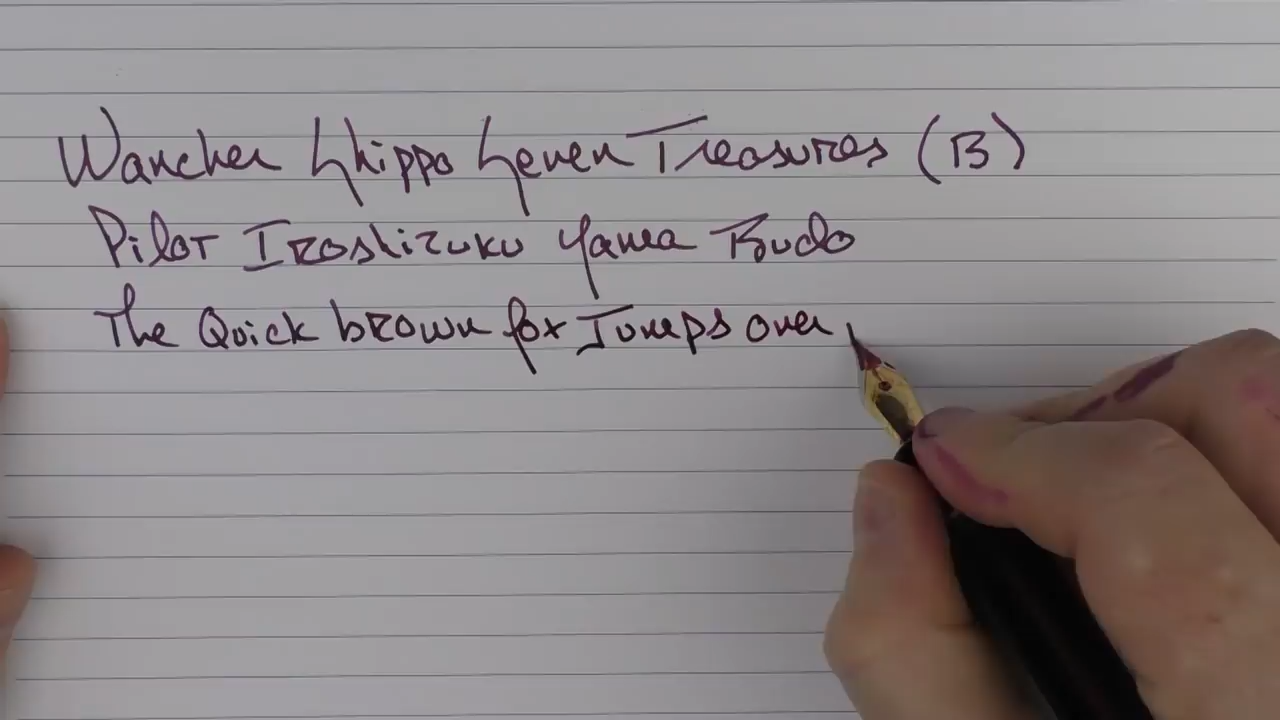 Wancher Shippo Seven Treasures (B)
Pilot Iroshizuku Yama Budo
The Quick brown fox Jumps over